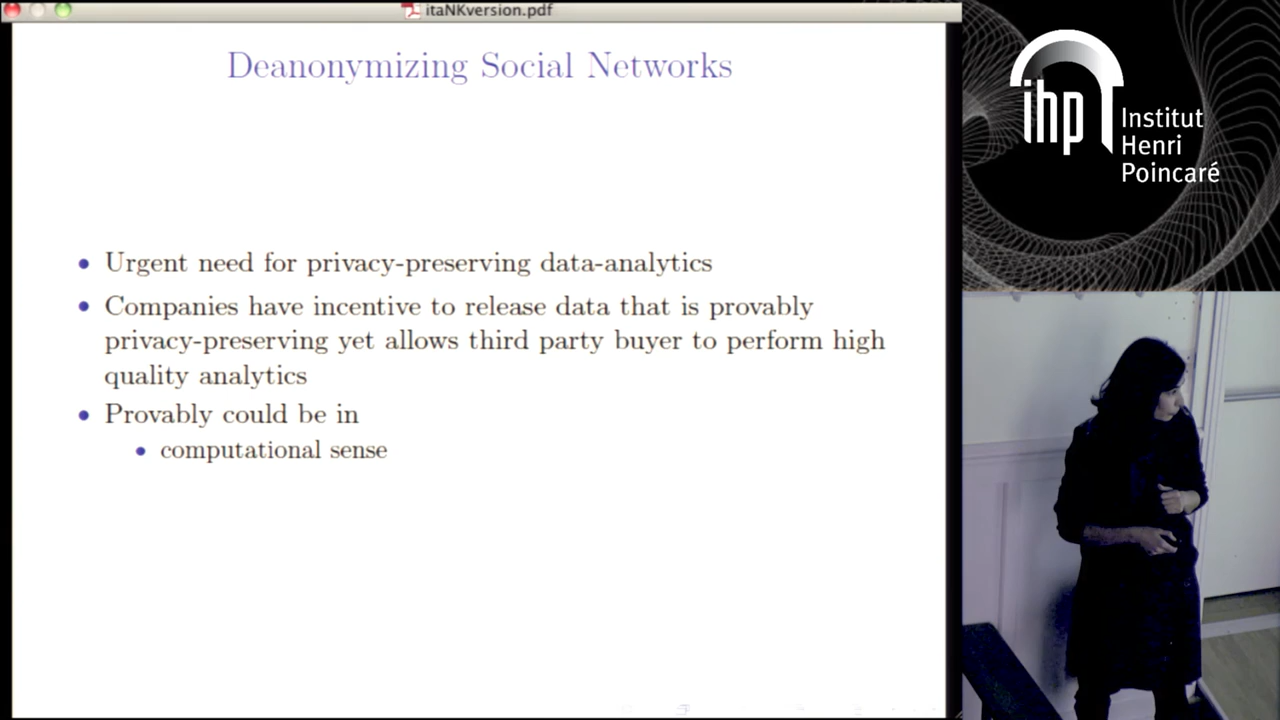 itaNKversion.pdf
Deanonymizing Social Networks
Urgent need for privacy-preserving data-analytics
Companies have incentive to release data that is provably
privacy-preserving yet allows third party buyer to perform high
quality analytics
Provably could be in
computational sense
ihp
Institut
Henri
Poincaré